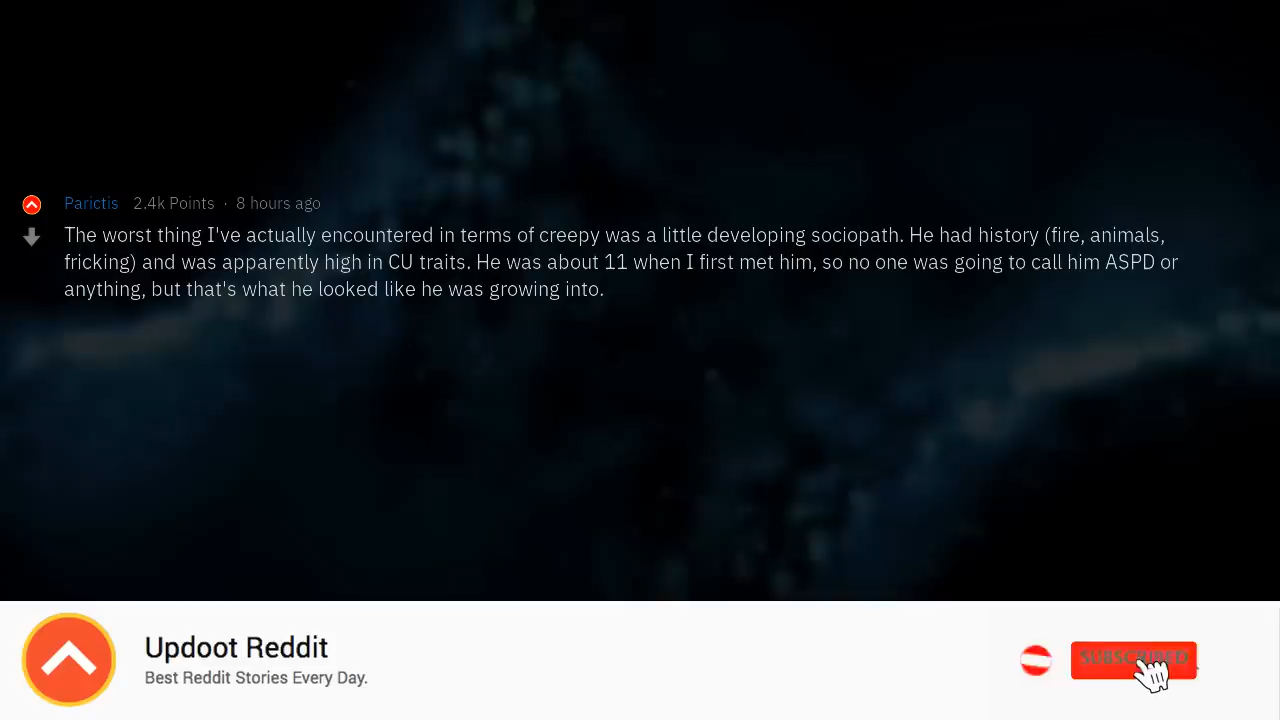 Parictis 2.4k Points · 8 hours ago
The worst thing I've actually encountered in terms of creepy was a little developing sociopath. He had history (fire, animals,
fricking) and was apparently high in CU traits. He was about 11 when I first met him, so no one was going to call him ASPD or
anything, but that's what he looked like he was growing into.
Updoot Reddit
Best Reddit Stories Every Day.
SUBSCRIBED